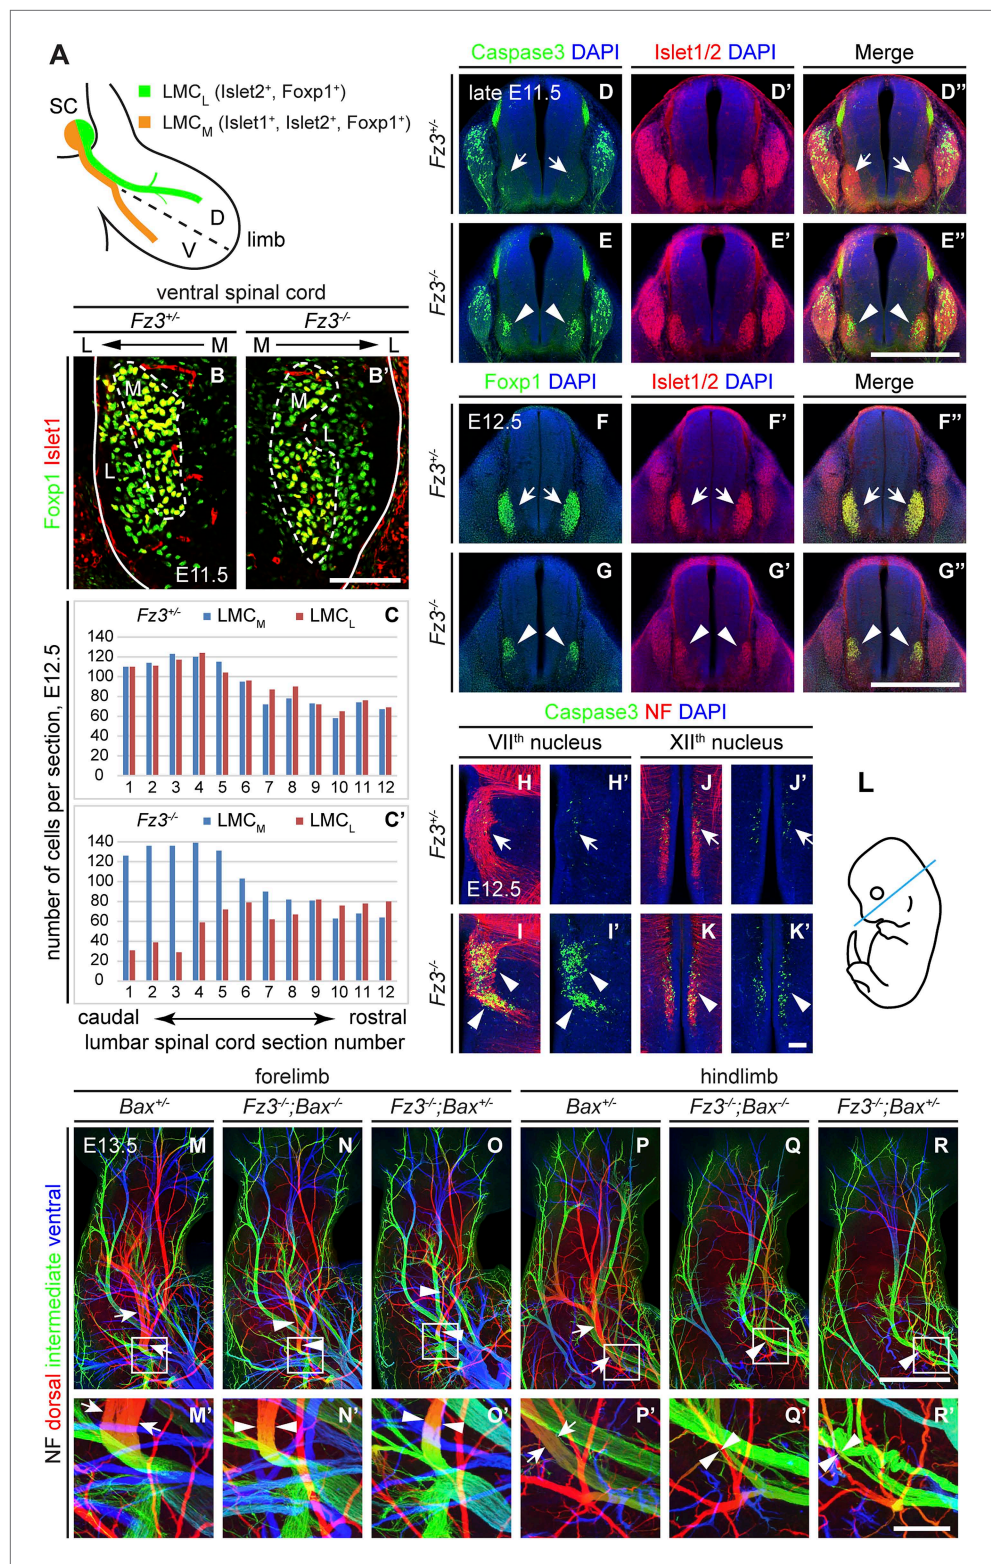 A
SC
LMCL (Islet2+, Foxp1+)
LMCM (Islet1+, Islet2+, Foxp1+)
D
V
limb
ventral spinal cord
Fz3+/-
Fz3-/-
L
M
M
L
Foxp1 Islet1
B
M
L
E11.5
B’
M
L
number of cells per section, E12.5
Fz3+/-
LMCM
LMCL
C
140
120
100
80
60
40
20
0
1 2 3 4 5 6 7 8 9 10 11 12
Fz3-/-
LMCM
LMCL
C’
140
120
100
80
60
40
20
0
1 2 3 4 5 6 7 8 9 10 11 12
caudal
rostral
lumbar spinal cord section number
Caspase3 DAPI
Islet1/2 DAPI
Merge
Fz3+/-
late E11.5
D
D’
D”
Fz3-/-
E
E’
E”
Foxp1 DAPI
Islet1/2 DAPI
Merge
Fz3+/-
E12.5
F
F’
F”
Fz3-/-
G
G’
G”
Caspase3 NF DAPI
VIIth nucleus
XIIth nucleus
Fz3+/-
H
E12.5
H’
J
J’
Fz3-/-
I
I’
K
K’
L
forelimb
hindlimb
Bax+/-
Fz3-/-;Bax-/-
Fz3-/-;Bax+/-
Bax+/-
Fz3-/-;Bax-/-
Fz3-/-;Bax+/-
NF dorsal intermediate ventral
E13.5
M
N
O
P
Q
R
M’
N’
O’
P’
Q’
R’